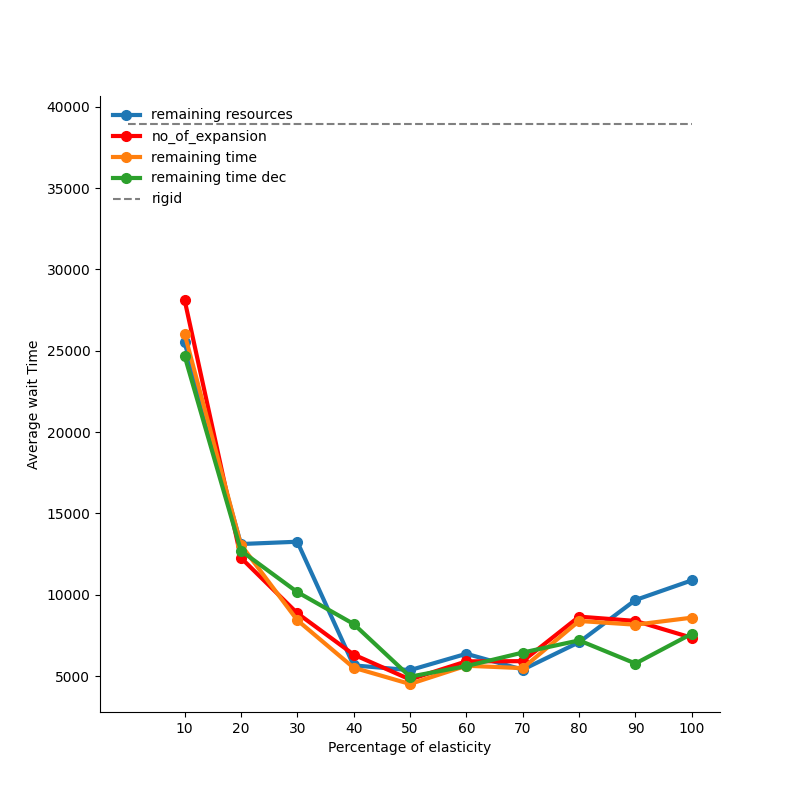 40000
35000
30000
25000
20000
15000
10000
5000
Average wait Time
remaining resources
no_of_expansion
remaining time
remaining time dec
rigid
10 20 30 40 50 60 70 80 90 100
Percentage of elasticity